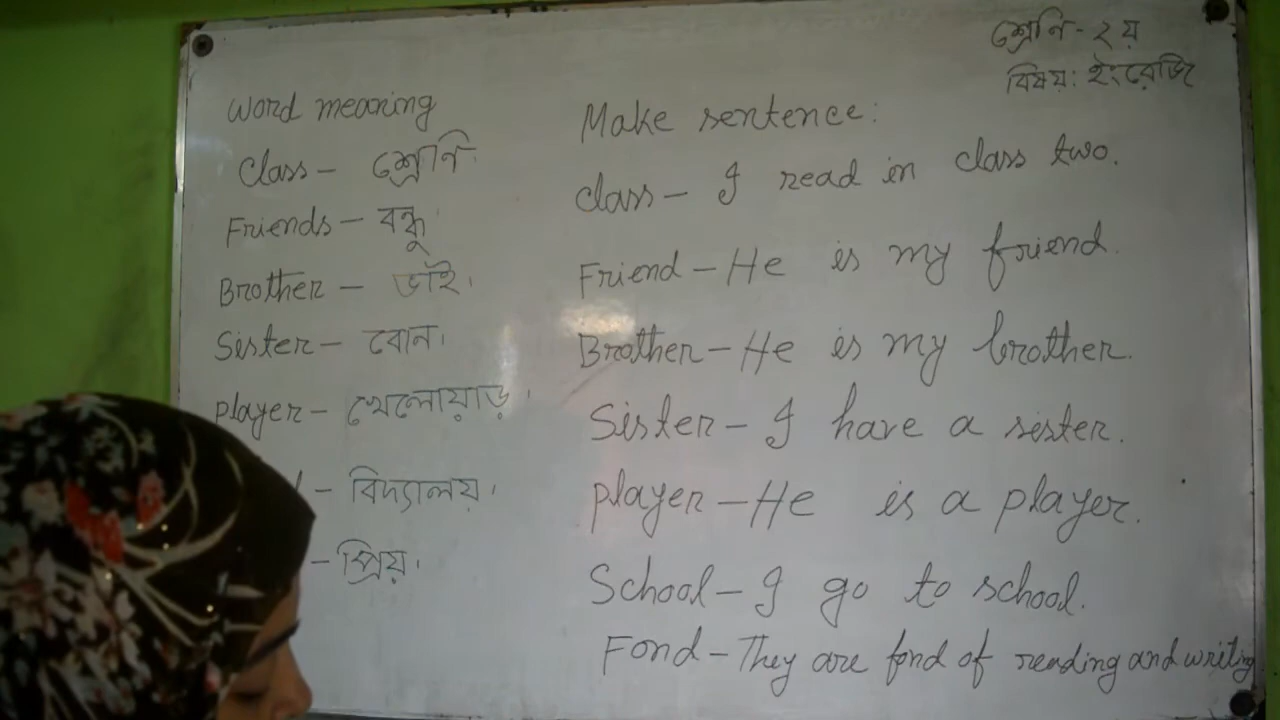 শ্রেণি - ২য়
বিষয়: ইংরেজি
word meaning
Class – শ্রেণি।
Friends – বন্ধু।
Brother – ভাই।
Sister – বোন।
player – খেলোয়াড়।
– বিদ্যালয়।
– প্রিয়।
Make sentence:
class – I read in class two.
Friend – He is my friend.
Brother – He is my brother.
Sister – I have a sister.
player – He is a player.
School – I go to school.
Fond – They are fond of reading and writing